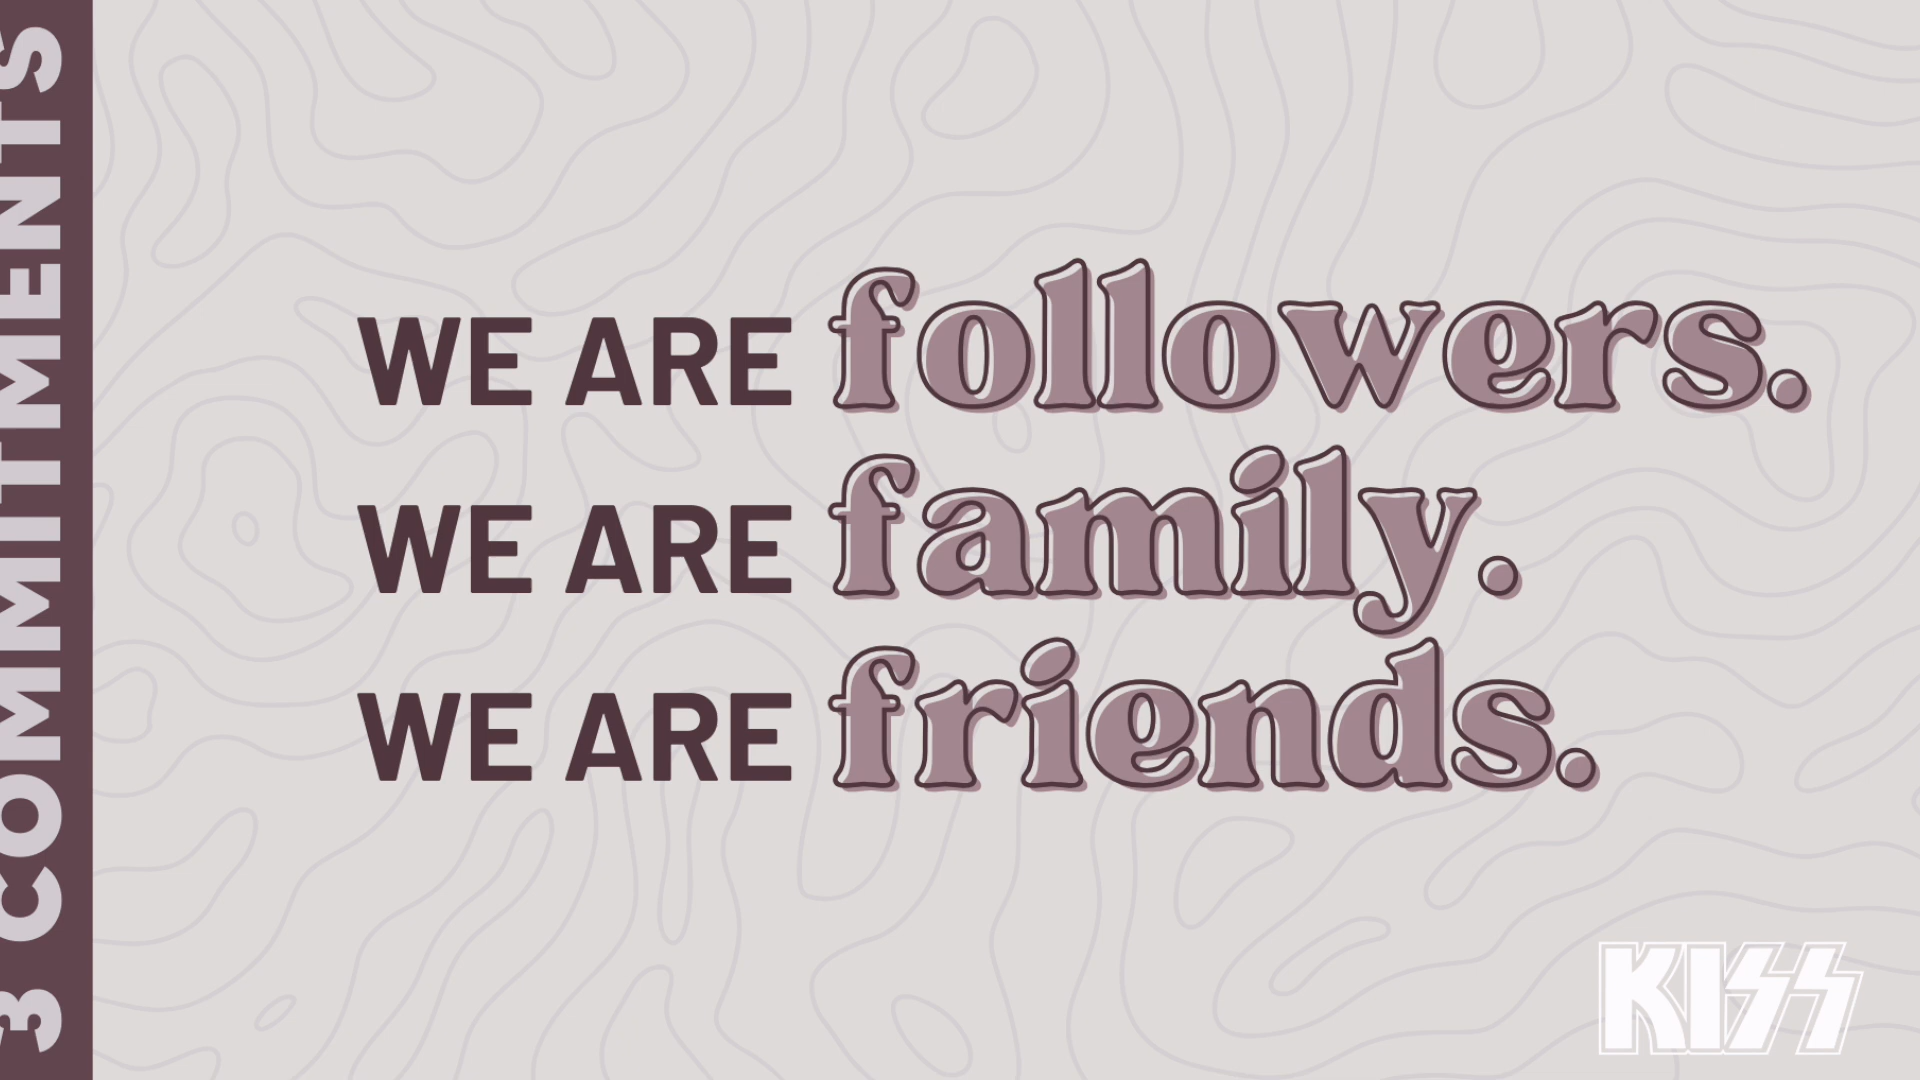 3 COMMITMENTS
WE ARE followers.
WE ARE family.
WE ARE friends.
KISS